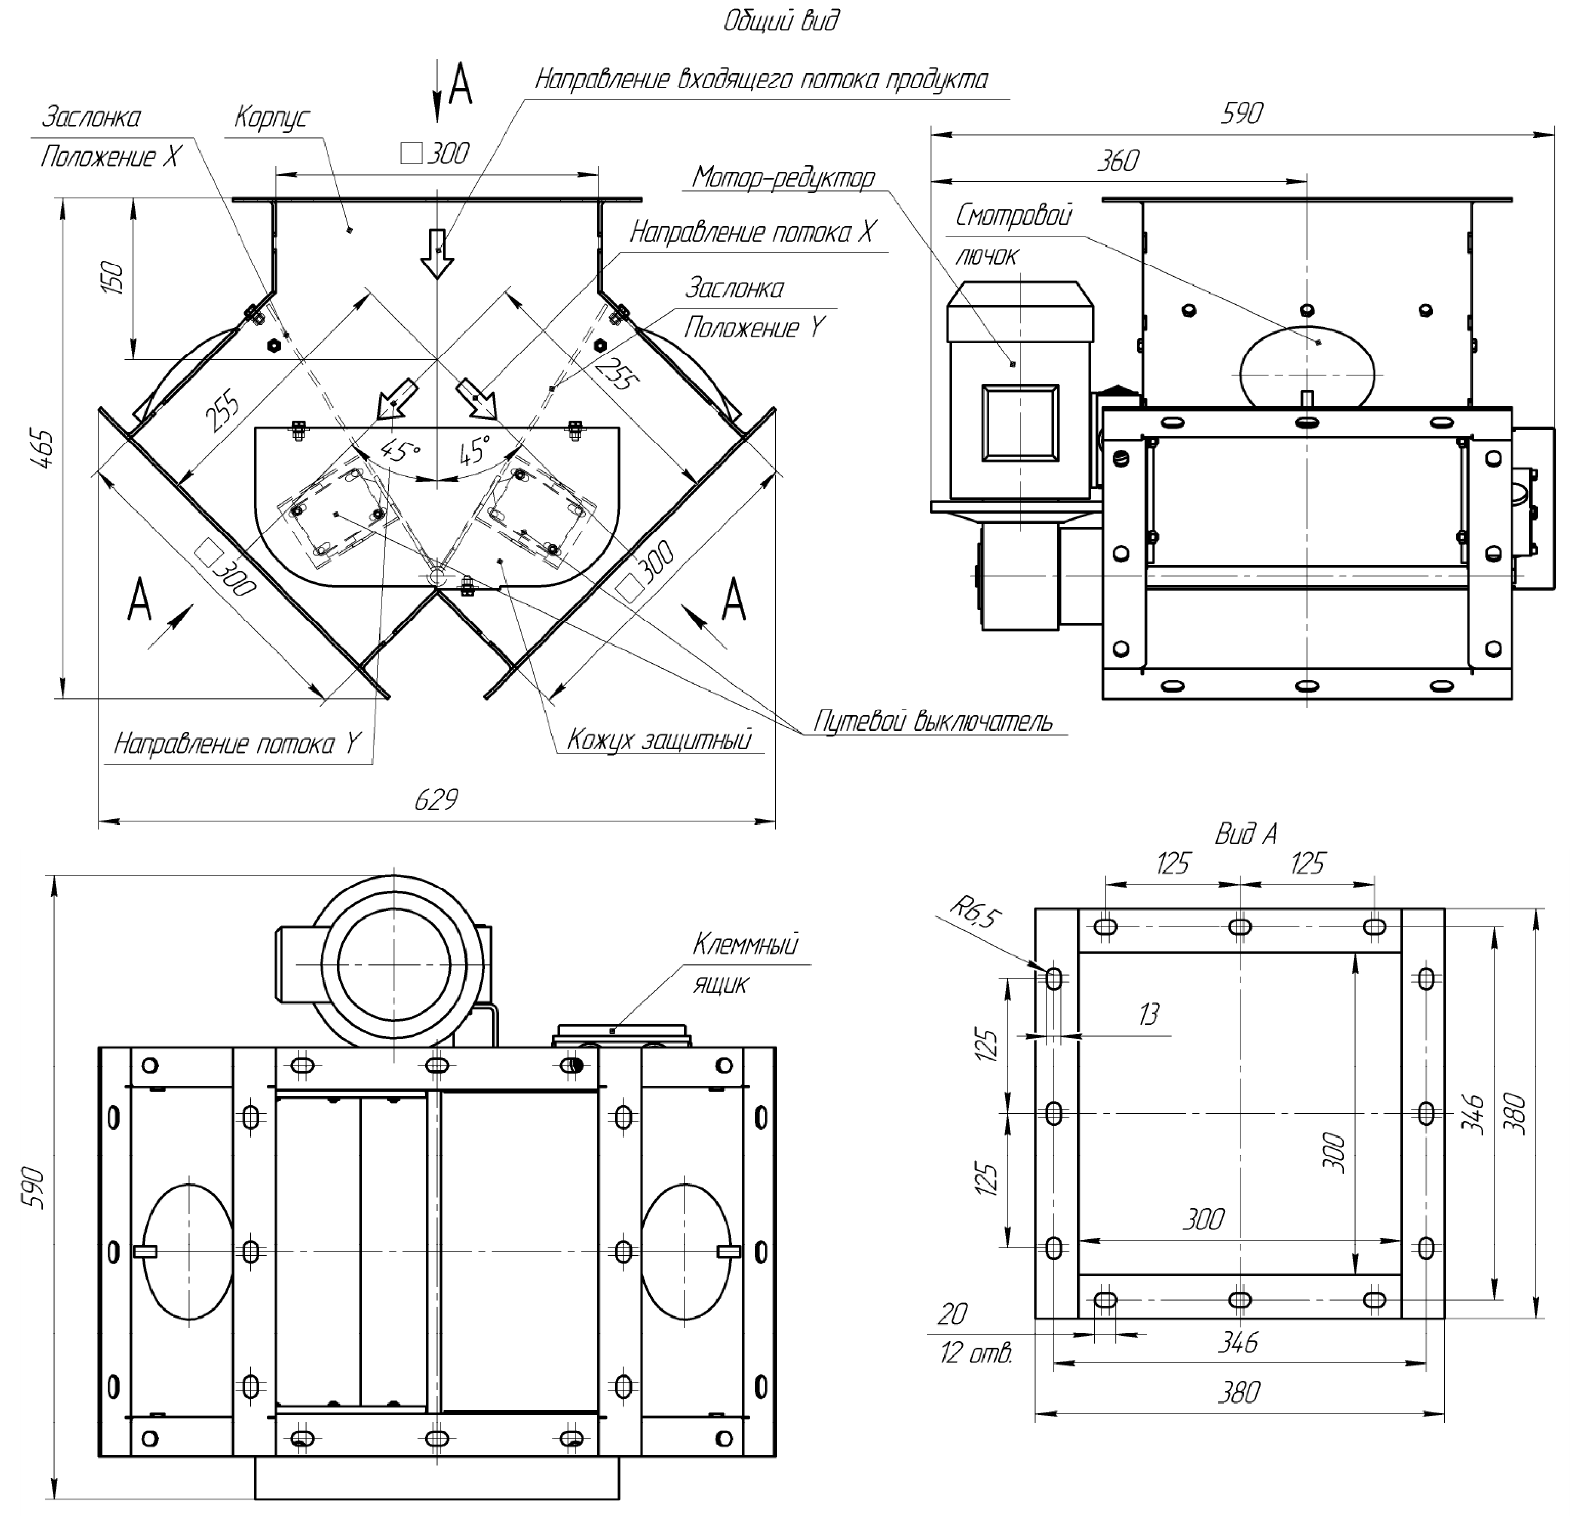 Общий вид
А
Направление входящего потока продукта
Заслонка
Положение X
Корпус
□300
Мотор-редуктор
Направление потока X
Заслонка
Положение Y
150
465
255
255
45°
45°
□300
□300
А
А
Направление потока Y
Кожух защитный
Путевой выключатель
629
590
360
Смотровой
лючок
590
Клеммный
ящик
Вид А
125
125
R6,5
13
125
125
300
300
346
380
20
12 отв.
346
380